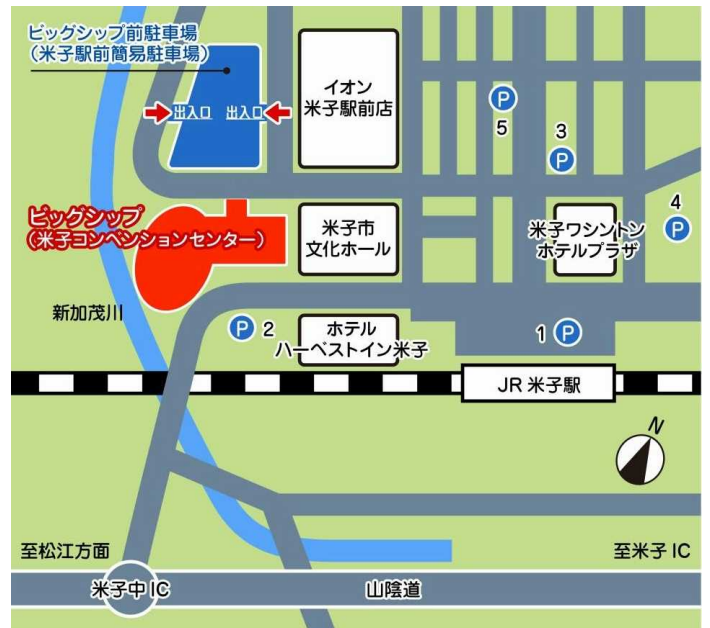 ビッグシップ前駐車場
（米子駅前簡易駐車場）
出入口 出入口
イオン
米子駅前店
P
5
3
P
4
P
ビッグシップ
（米子コンベンションセンター）
米子市
文化ホール
米子ワシントン
ホテルプラザ
新加茂川
P 2
ホテル
ハーベストイン米子
1 P
JR 米子駅
N
至松江方面
至米子 IC
米子中 IC
山陰道